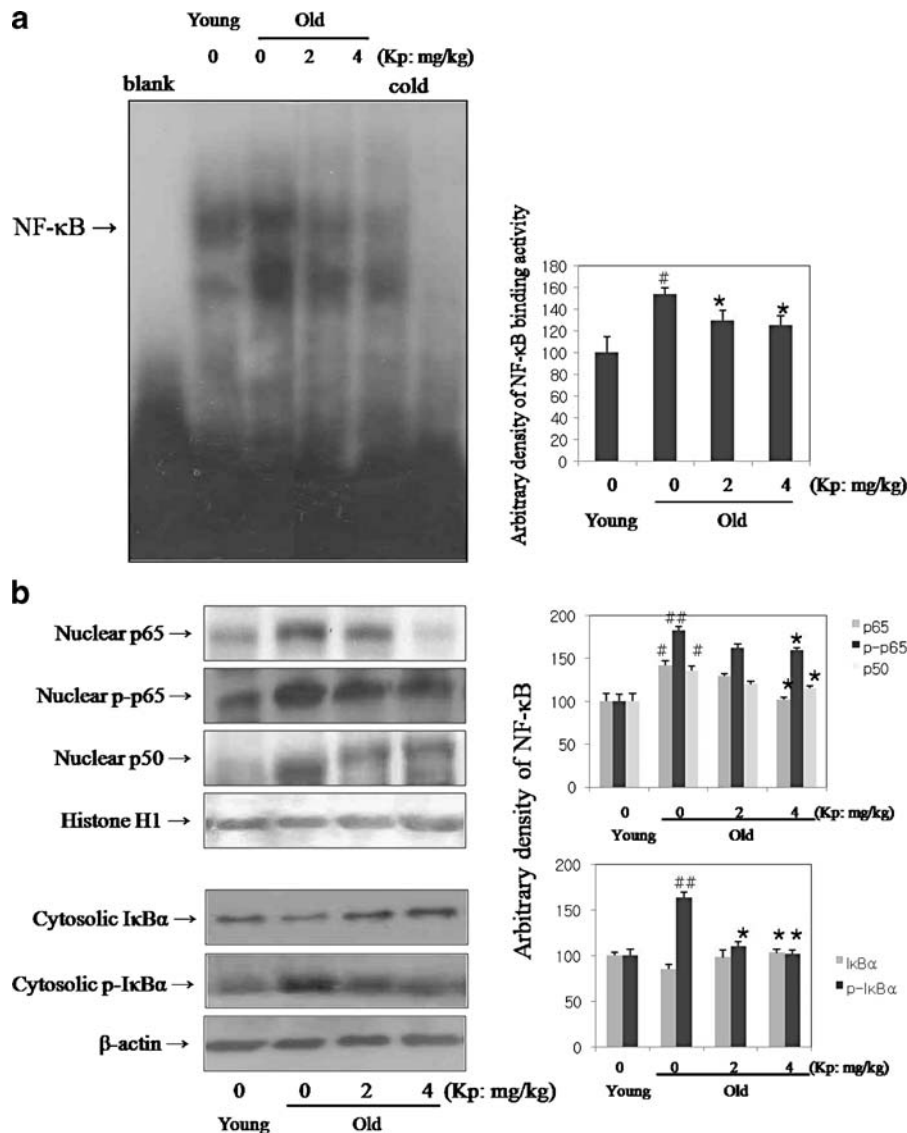 a
Young Old
0 0 2 4 (Kp: mg/kg)
blank cold
NF-κB →
Arbitrary density of NF-κB binding activity
180
160
140
120
100
80
60
40
20
0
#
*
*
0 0 2 4 (Kp: mg/kg)
Young Old
b
Nuclear p65 →
Nuclear p-p65 →
Nuclear p50 →
Histone H1 →
Cytosolic IκBα →
Cytosolic p-IκBα →
β-actin →
0 0 2 4 (Kp: mg/kg)
Young Old
Arbitrary density of NF-κB
200
150
100
50
0
# ## #
* * *
p65
p-p65
p50
0 0 2 4 (Kp: mg/kg)
Young Old
200
150
100
50
0
##
*
* *
IκBα
p-IκBα
0 0 2 4 (Kp: mg/kg)
Young Old